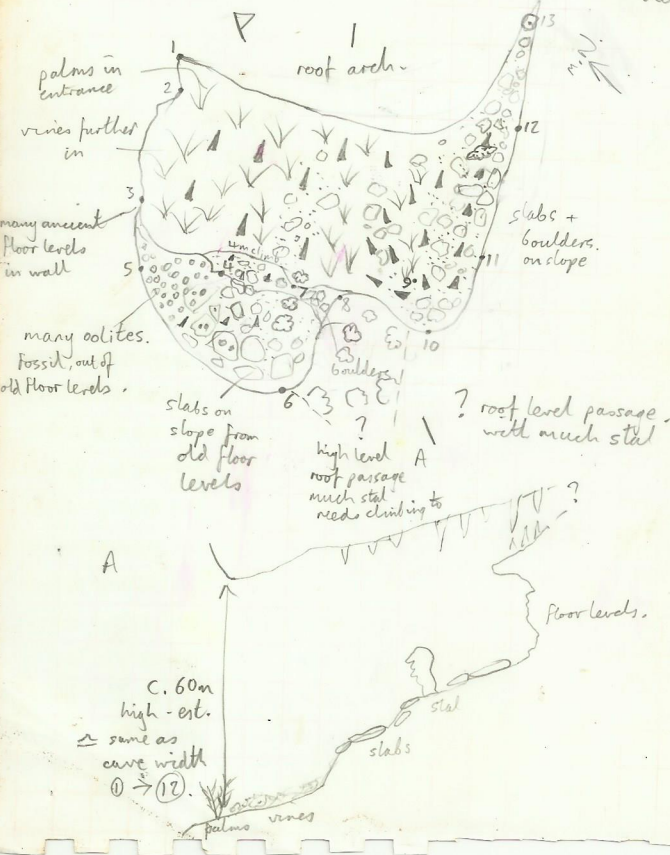 P
1
roof arch.
13
m.N.
palms in
entrance
2
vines further
in
12
3
many ancient
floor levels
in wall
slabs +
boulders.
on slope
4m climb
4
5
7
8
9
11
10
many oolites.
Fossil, out of
old floor levels.
boulders
6
slabs on
slope from
old floor
levels
?
high level
roof passage
much stal
needs climbing to
A
? roof level passage.
with much stal
?
A
floor levels.
c. 60m
high - est.
≏ same as
cave width
① → ⑫.
stal
slabs
palms
vines